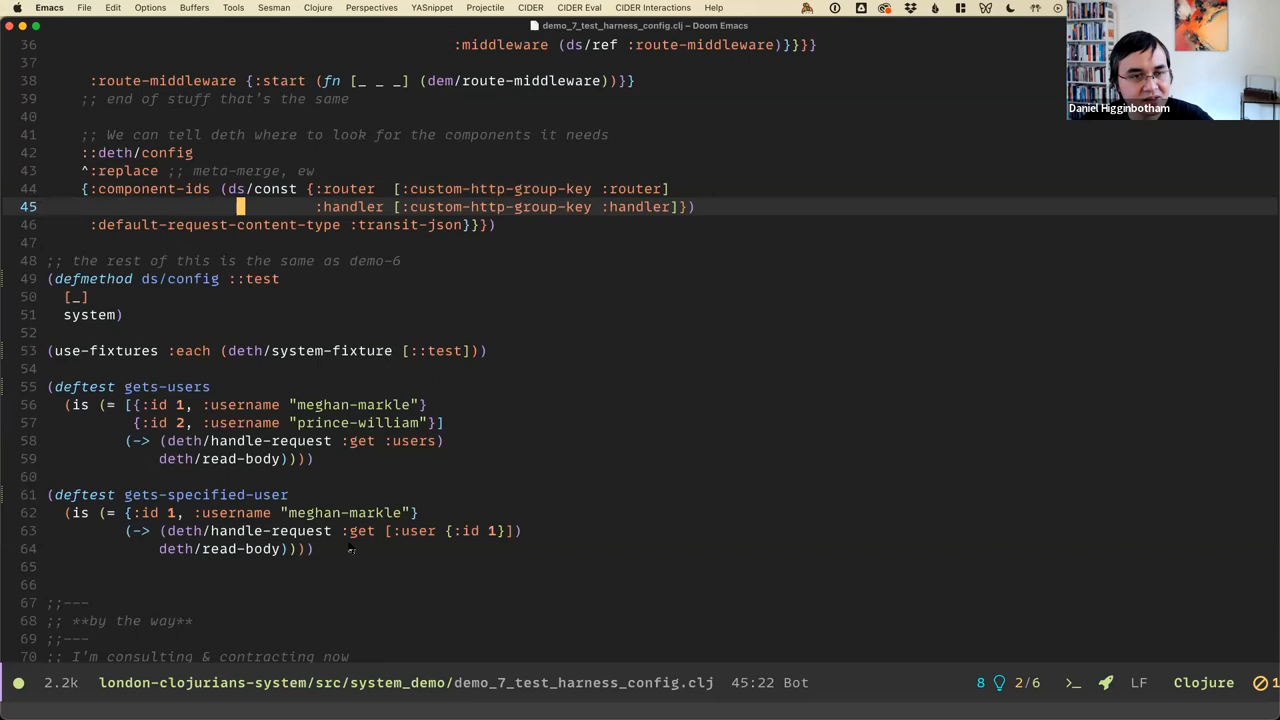 Emacs File Edit Options Buffers Tools Sesman Clojure Perspectives YASnippet Projectile CIDER CIDER Eval CIDER Interactions Help
demo_7_test_harness_config.clj – Doom Emacs
Daniel Higginbotham
36 :middleware (ds/ref :route-middleware)}}}}
37
38 :route-middleware {:start (fn [_ _ _] (dem/route-middleware))}}
39 ;; end of stuff that's the same
40
41 ;; We can tell deth where to look for the components it needs
42 ::deth/config
43 ^:replace ;; meta-merge, ew
44 {:component-ids (ds/const {:router [:custom-http-group-key :router]
45 :handler [:custom-http-group-key :handler]})
46 :default-request-content-type :transit-json}}})
47
48 ;; the rest of this is the same as demo-6
49 (defmethod ds/config ::test
50 [_]
51 system)
52
53 (use-fixtures :each (deth/system-fixture [::test]))
54
55 (deftest gets-users
56 (is (= [{:id 1, :username "meghan-markle"}
57 {:id 2, :username "prince-william"}]
58 (-> (deth/handle-request :get :users)
59 deth/read-body))))
60
61 (deftest gets-specified-user
62 (is (= {:id 1, :username "meghan-markle"}
63 (-> (deth/handle-request :get [:user {:id 1}])
64 deth/read-body))))
65
66
67 ;;---
68 ;; **by the way**
69 ;;---
70 ;; I'm consulting & contracting now
2.2k london-clojurians-system/src/system_demo/demo_7_test_harness_config.clj 45:22 Bot 8 2/6 >_ LF Clojure 1